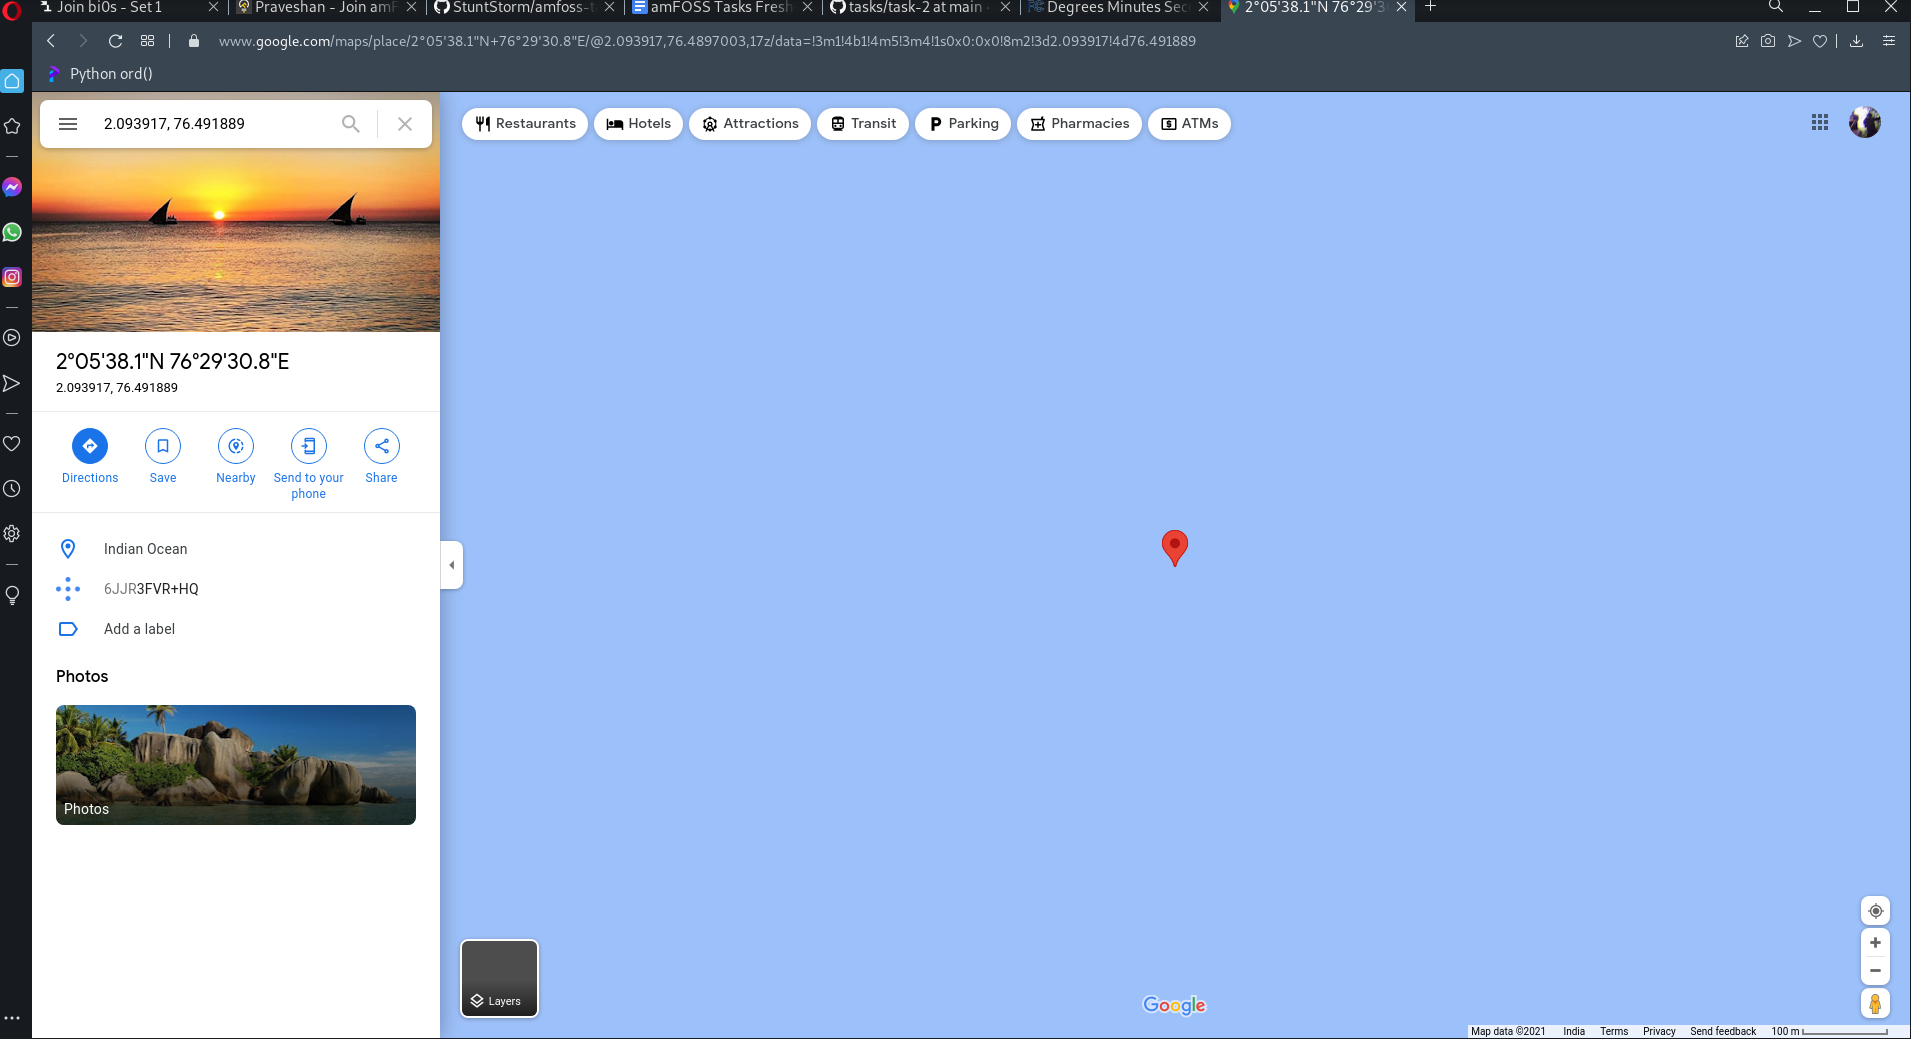 Join bi0s - Set 1
Praveshan - Join amF
StuntStorm/amfoss-t
amFOSS Tasks Fresh
tasks/task-2 at main
Degrees Minutes Sec
2°05'38.1"N 76°29'3
www.google.com/maps/place/2°05'38.1"N+76°29'30.8"E/@2.093917,76.4897003,17z/data=!3m1!4b1!4m5!3m4!1s0x0:0x0!8m2!3d2.093917!4d76.491889
Python ord()
2.093917, 76.491889
Restaurants
Hotels
Attractions
Transit
Parking
Pharmacies
ATMs
2°05'38.1"N 76°29'30.8"E
2.093917, 76.491889
Directions
Save
Nearby
Send to your
phone
Share
Indian Ocean
6JJR3FVR+HQ
Add a label
Photos
Photos
Layers
Google
Map data ©2021 India Terms Privacy Send feedback 100 m